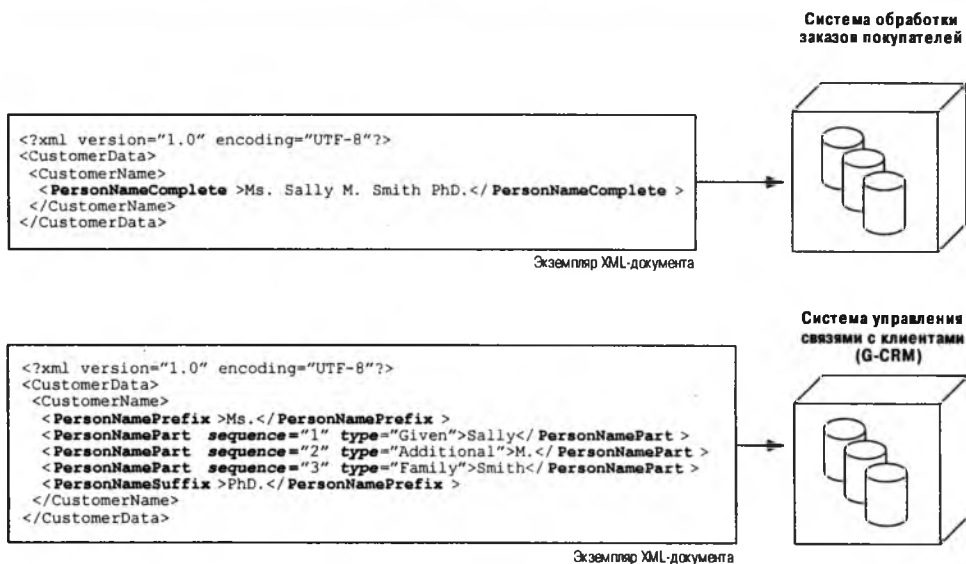 Система обработки
заказов покупателей
<?xml version="1.0" encoding="UTF-8"?>
<CustomerData>
<CustomerName>
<PersonNameComplete >Ms. Sally M. Smith PhD.</ PersonNameComplete >
</CustomerName>
</CustomerData>
Экземпляр XML-документа
Система управления
связями с клиентами
(G-CRM)
<?xml version="1.0" encoding="UTF-8"?>
<CustomerData>
<CustomerName>
<PersonNamePrefix >Ms.</ PersonNamePrefix >
<PersonNamePart sequence="1" type="Given">Sally</ PersonNamePart >
<PersonNamePart sequence="2" type="Additional">M.</ PersonNamePart >
<PersonNamePart sequence="3" type="Family">Smith</ PersonNamePart >
<PersonNameSuffix >PhD.</ PersonNamePrefix >
</CustomerName>
</CustomerData>
Экземпляр XML-документа